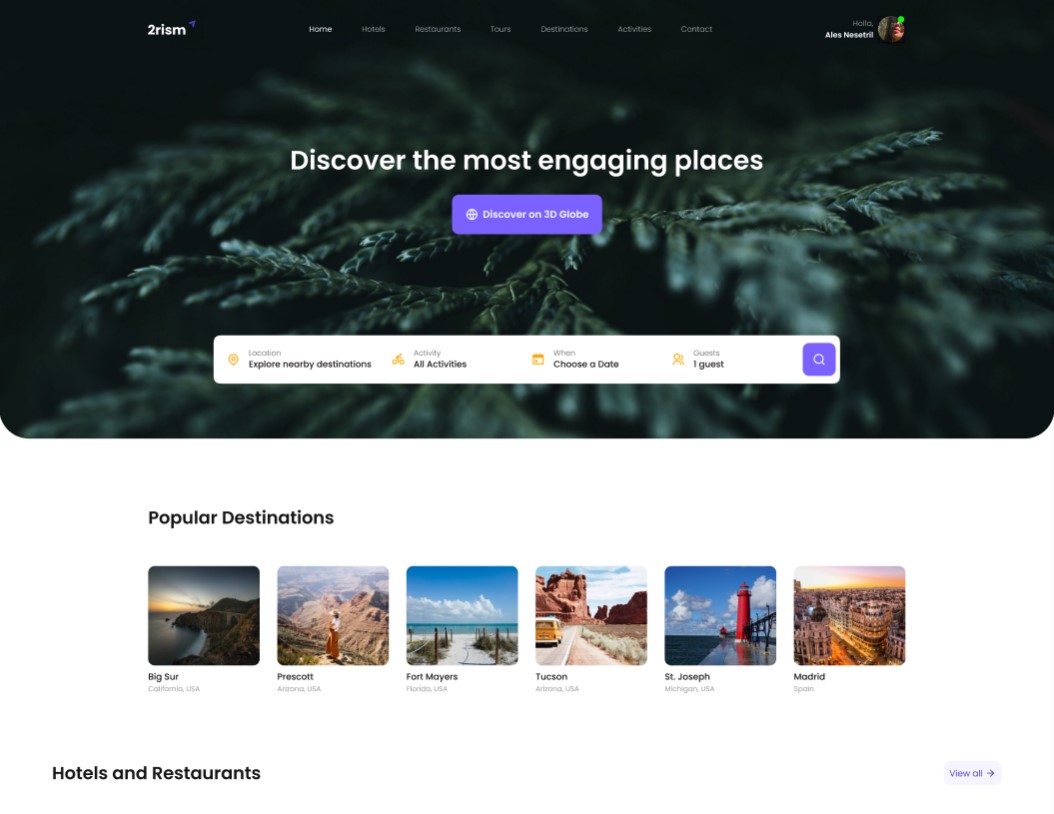 2rism
Home
Hotels
Restaurants
Tours
Destinations
Activities
Contact
Holla,
Ales Nesetril
Discover the most engaging places
Discover on 3D Globe
Location
Explore nearby destinations
Activity
All Activities
When
Choose a Date
Guests
1 guest
Popular Destinations
Big Sur
California, USA
Prescott
Arizona, USA
Fort Mayers
Florida, USA
Tucson
Arizona, USA
St. Joseph
Michigan, USA
Madrid
Spain
Hotels and Restaurants
View all